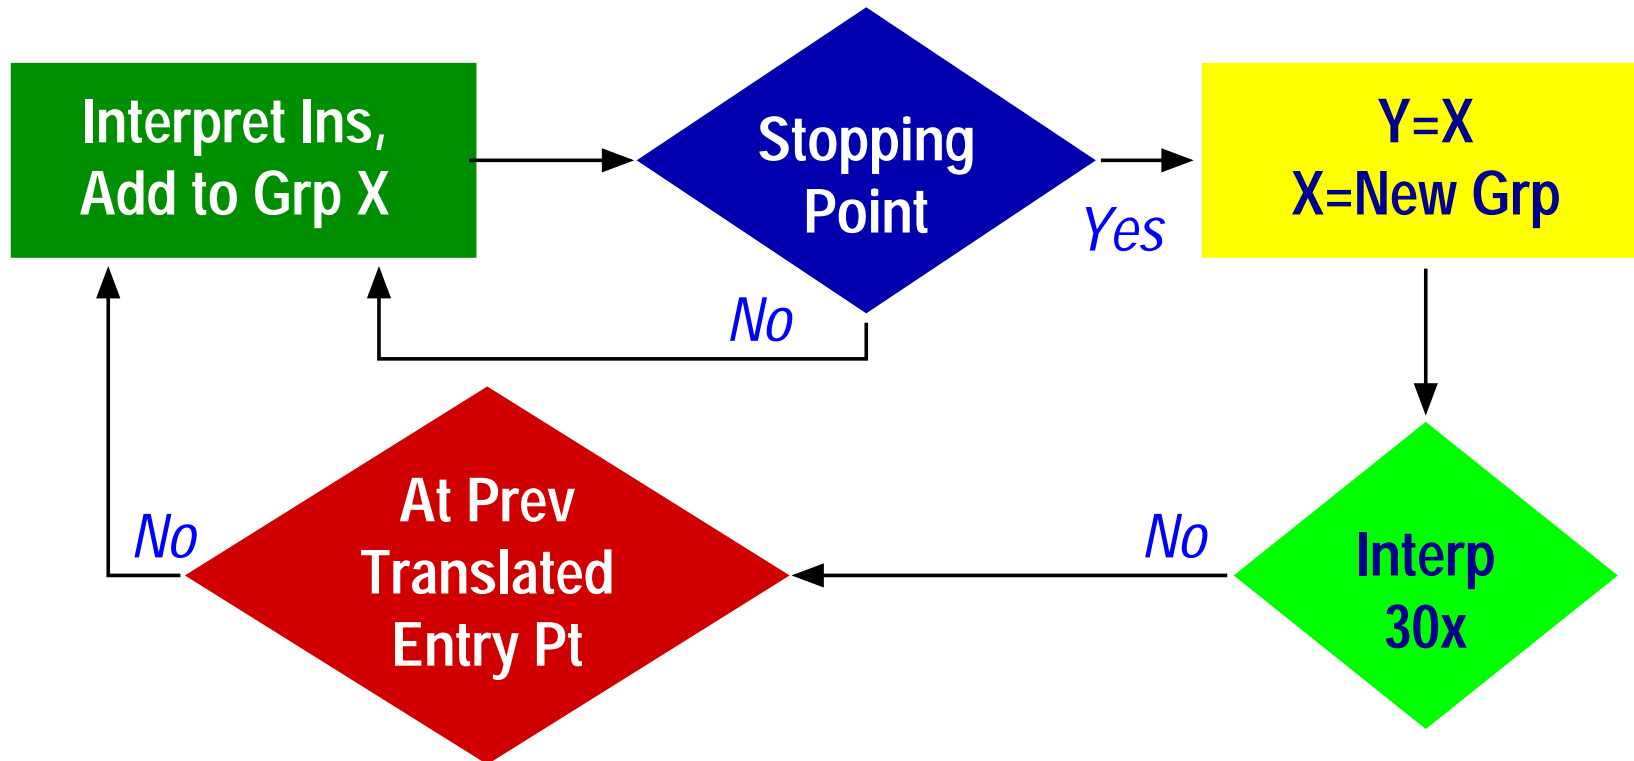 Interpret Ins,
Add to Grp X
Stopping
Point
Yes
No
Y=X
X=New Grp
Interp
30x
No
At Prev
Translated
Entry Pt
No